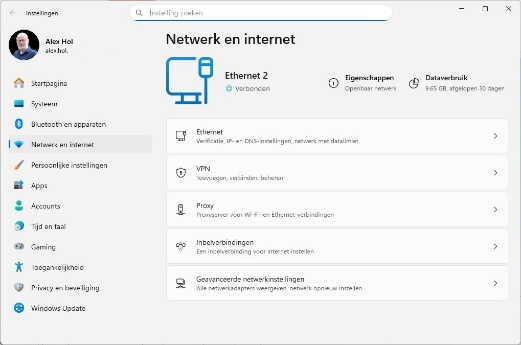 Instellingen
Instelling zoeken
Alex Hol
alex.hol.
Startpagina
Systeem
Bluetooth en apparaten
Netwerk en internet
Persoonlijke instellingen
Apps
Accounts
Tijd en taal
Gaming
Toegankelijkheid
Privacy en beveiliging
Windows Update
Netwerk en internet
Ethernet 2
Verbonden
Eigenschappen
Openbaar netwerk
Dataverbruik
9.65 GB, afgelopen 30 dagen
Ethernet
Verificatie, IP- en DNS-instellingen, netwerk met datalimiet
VPN
Toevoegen, verbinden, beheren
Proxy
Proxyserver voor Wi-Fi- en Ethernet-verbindingen
Inbelverbindingen
Een inbelverbinding voor internet instellen
Geavanceerde netwerkinstellingen
Alle netwerkadapters weergeven, netwerk opnieuw instellen